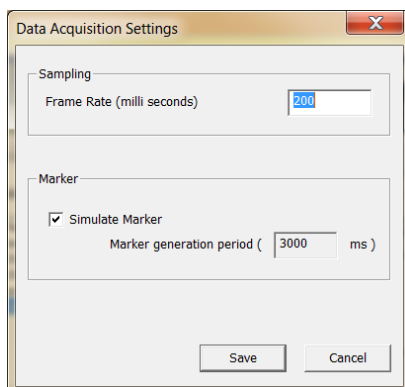 Data Acquisition Settings
Sampling
Frame Rate (milli seconds) 200
Marker
Simulate Marker
Marker generation period ( 3000 ms )
Save Cancel